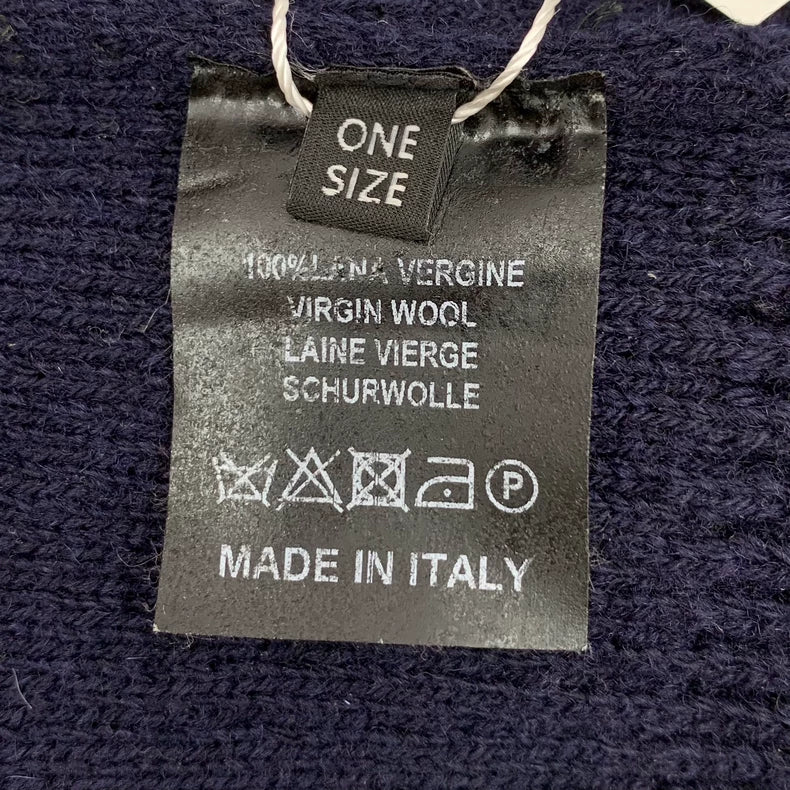 ONE
SIZE
100%LANA VERGINE
VIRGIN WOOL
LAINE VIERGE
SCHURWOLLE
P
MADE IN ITALY